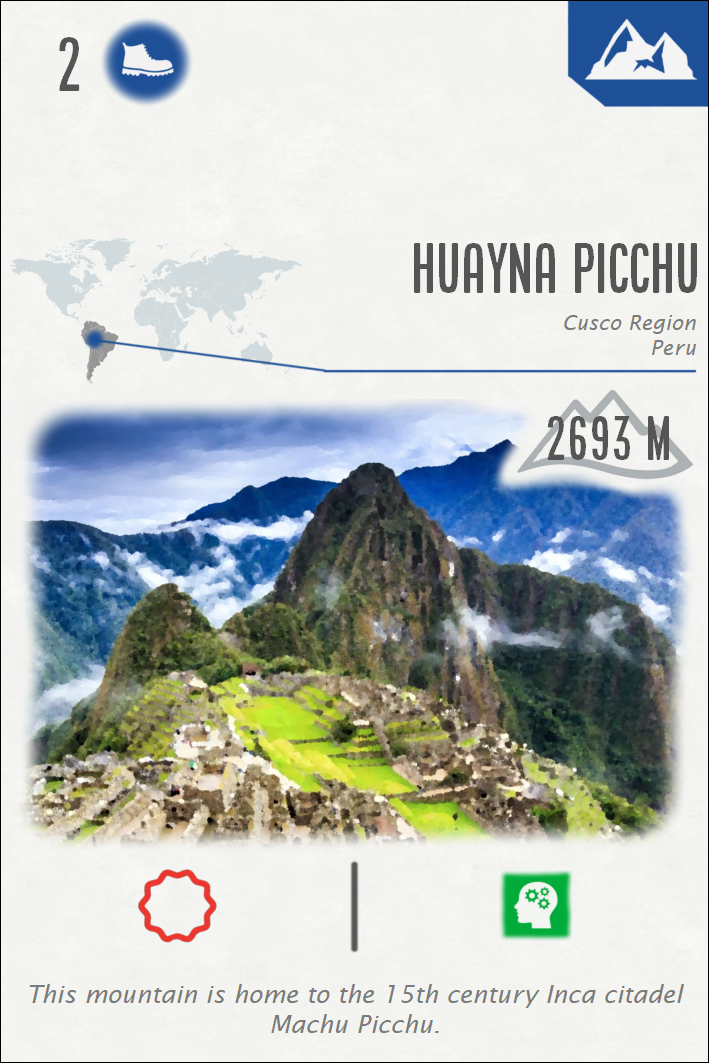 2
HUAYNA PICCHU
Cusco Region
Peru
2693 M
This mountain is home to the 15th century Inca citadel
Machu Picchu.